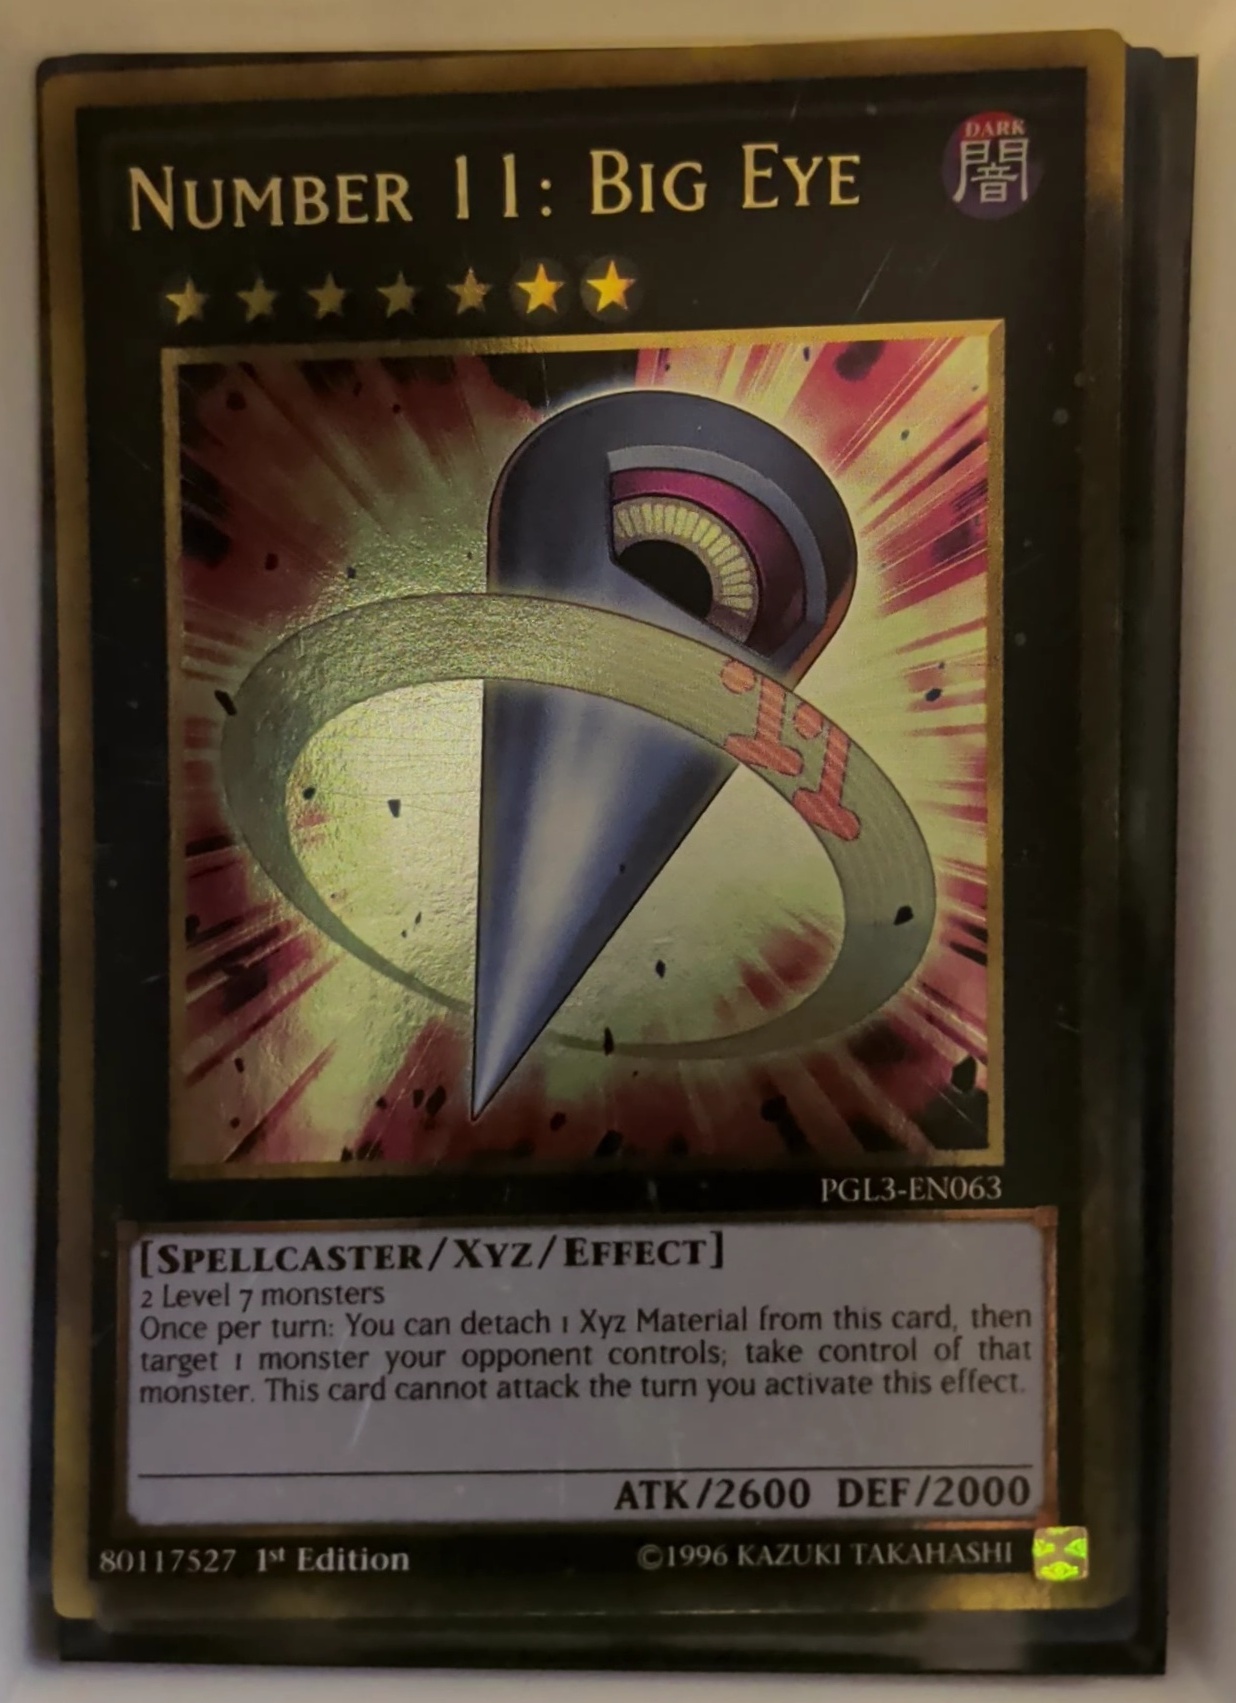 NUMBER 11: BIG EYE
DARK
闇
11
PGL3-EN063
[SPELLCASTER/XYZ/EFFECT]
2 Level 7 monsters
Once per turn: You can detach 1 Xyz Material from this card, then
target 1 monster your opponent controls; take control of that
monster. This card cannot attack the turn you activate this effect.
ATK/2600 DEF/2000
80117527 1st Edition
©1996 KAZUKI TAKAHASHI